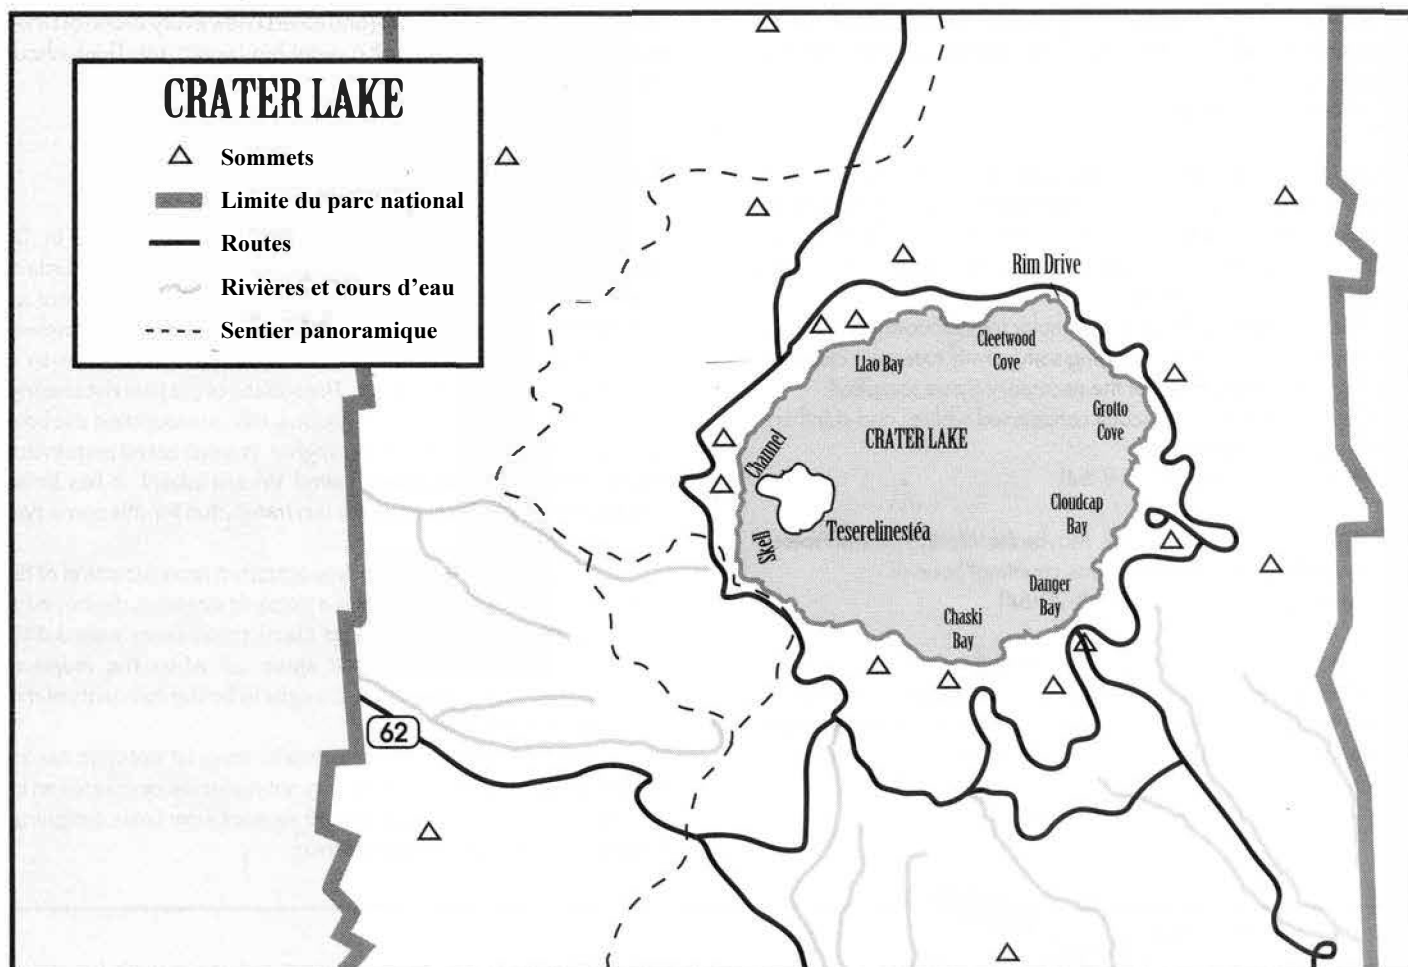 CRATER LAKE
Sommets
Limite du parc national
Routes
Rivières et cours d'eau
Sentier panoramique
Rim Drive
Cleetwood
Cove
Llao Bay
Grotto
Cove
CRATER LAKE
Channel
Cloudcap
Bay
Teserelinestéa
Skell
Danger
Bay
Chaski
Bay
62